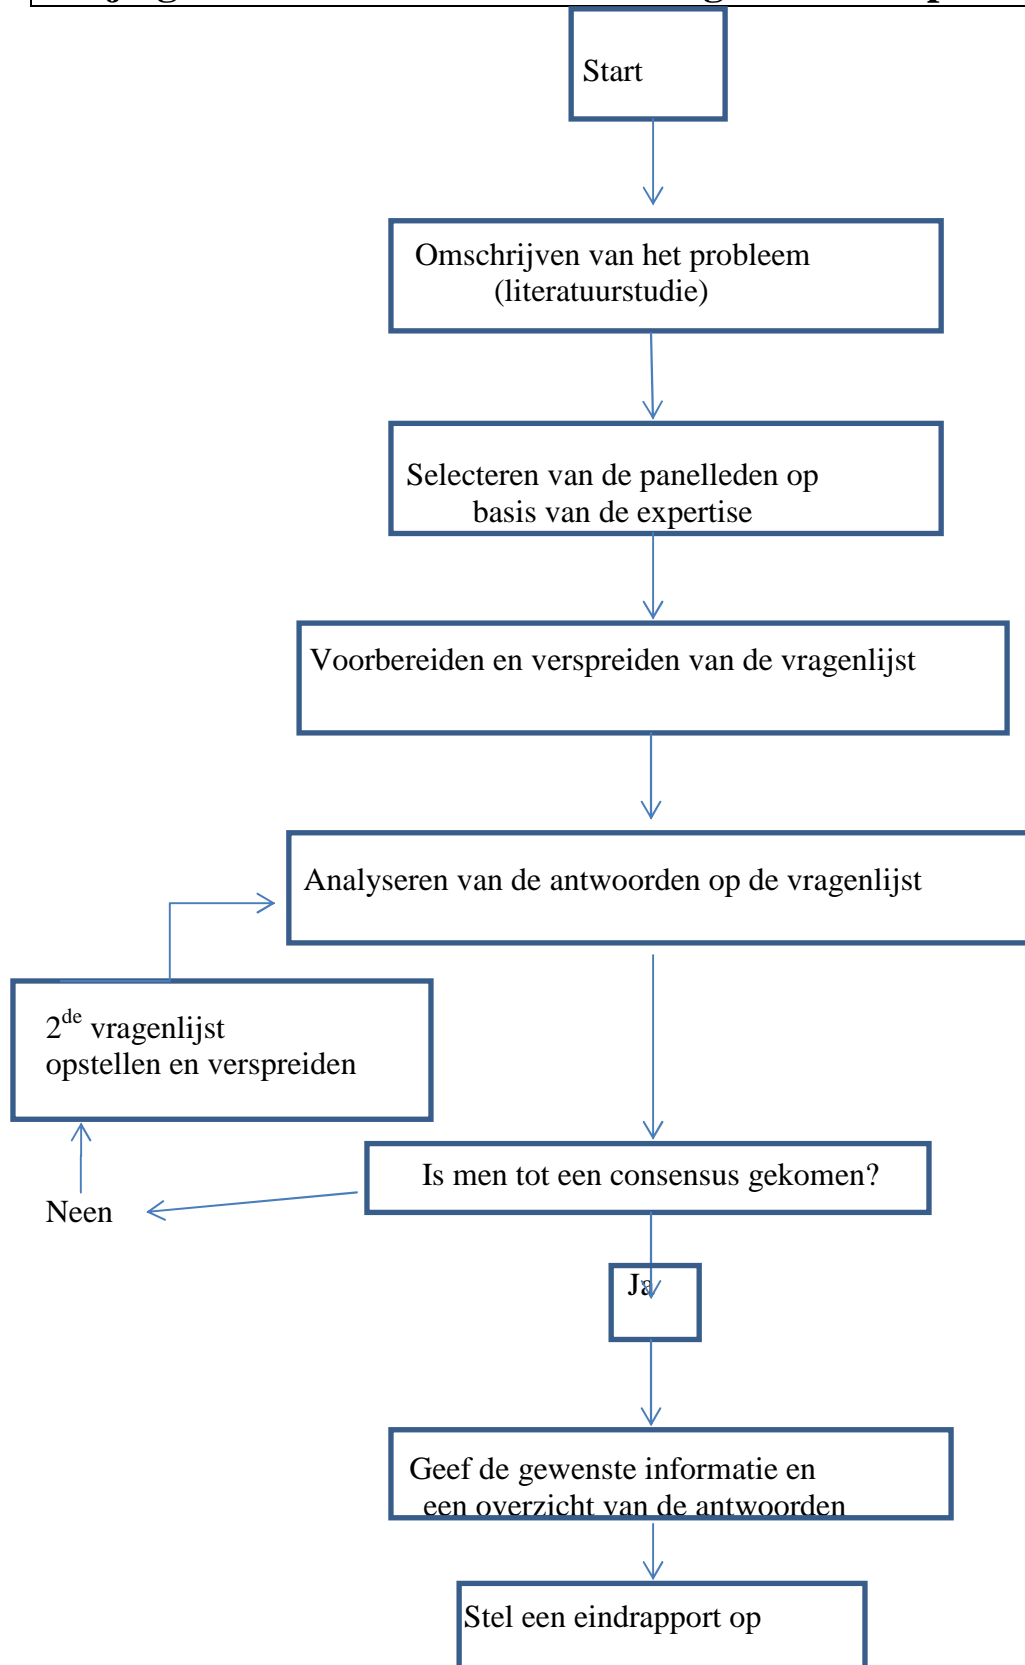 Start
Omschrijven van het probleem
(literatuurstudie)
Selecteren van de panelleden op
basis van de expertise
Voorbereiden en verspreiden van de vragenlijst
Analyseren van de antwoorden op de vragenlijst
2de vragenlijst
opstellen en verspreiden
Is men tot een consensus gekomen?
Neen
Ja
Geef de gewenste informatie en
een overzicht van de antwoorden
Stel een eindrapport op